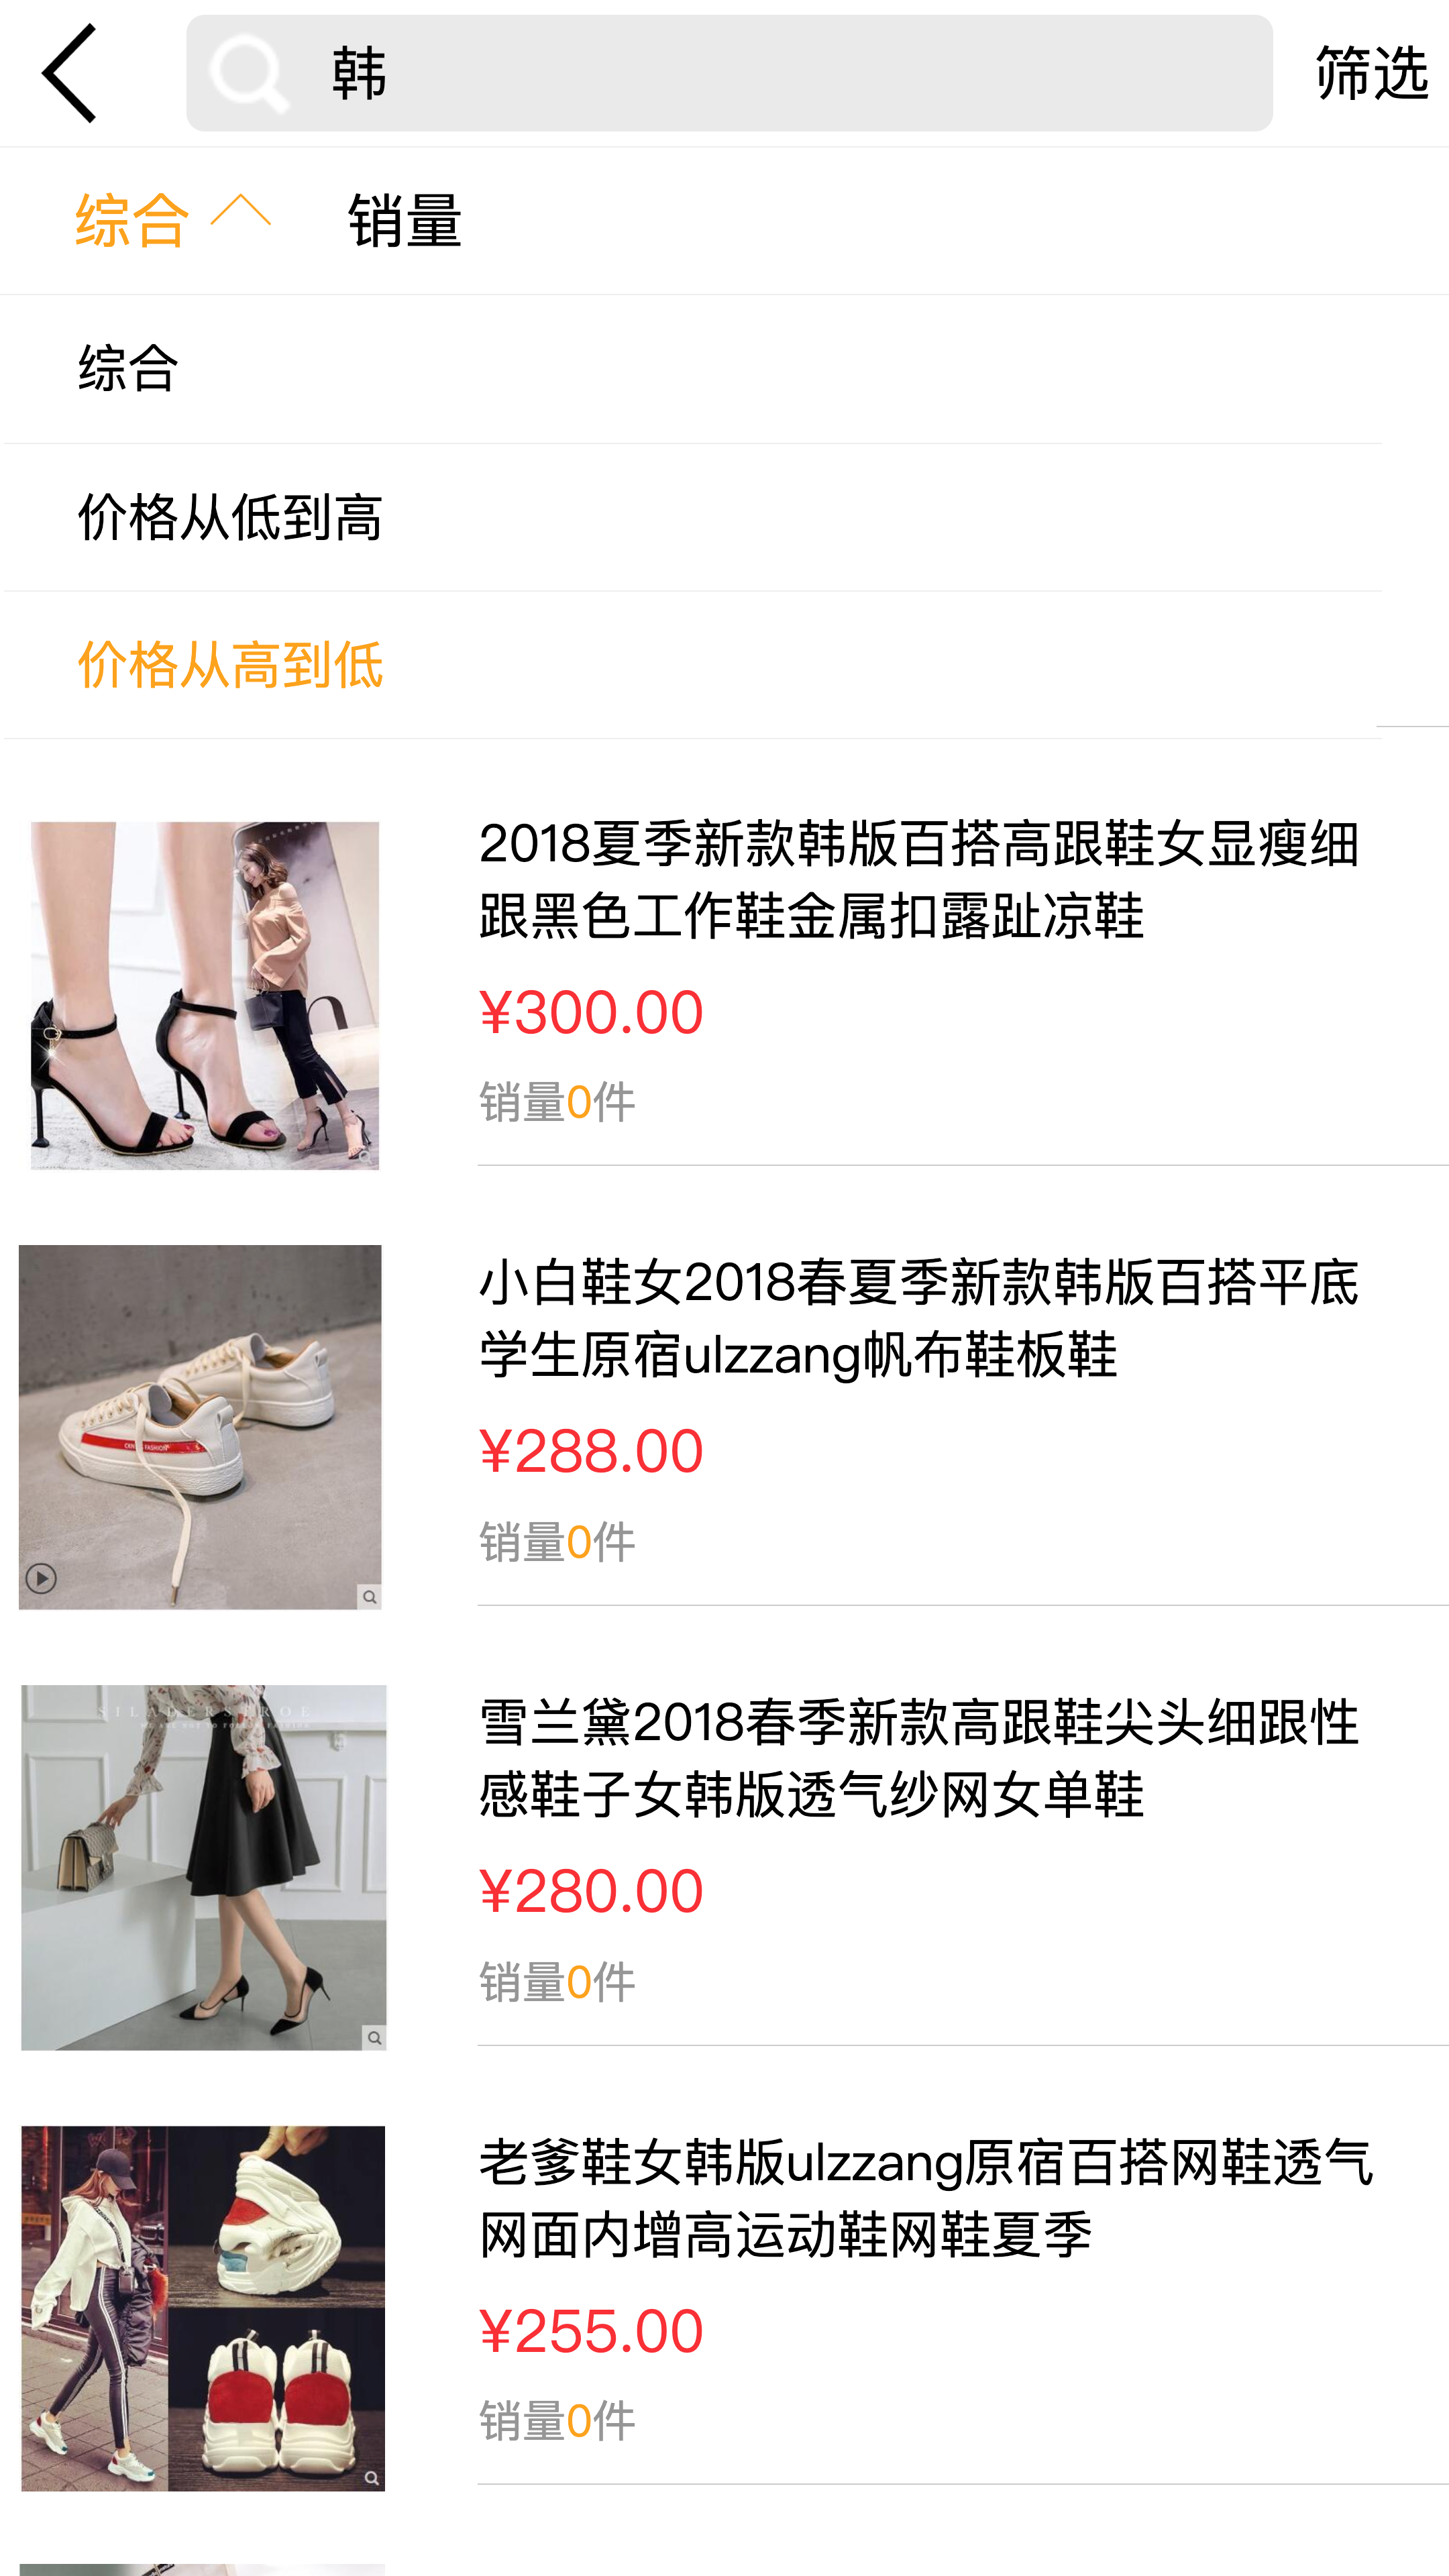 韩
筛选
综合
销量
综合
价格从低到高
价格从高到低
2018夏季新款韩版百搭高跟鞋女显瘦细
跟黑色工作鞋金属扣露趾凉鞋
¥300.00
销量0件
小白鞋女2018春夏季新款韩版百搭平底
学生原宿ulzzang帆布鞋板鞋
¥288.00
销量0件
雪兰黛2018春季新款高跟鞋尖头细跟性
感鞋子女韩版透气纱网女单鞋
¥280.00
销量0件
老爹鞋女韩版ulzzang原宿百搭网鞋透气
网面内增高运动鞋网鞋夏季
¥255.00
销量0件